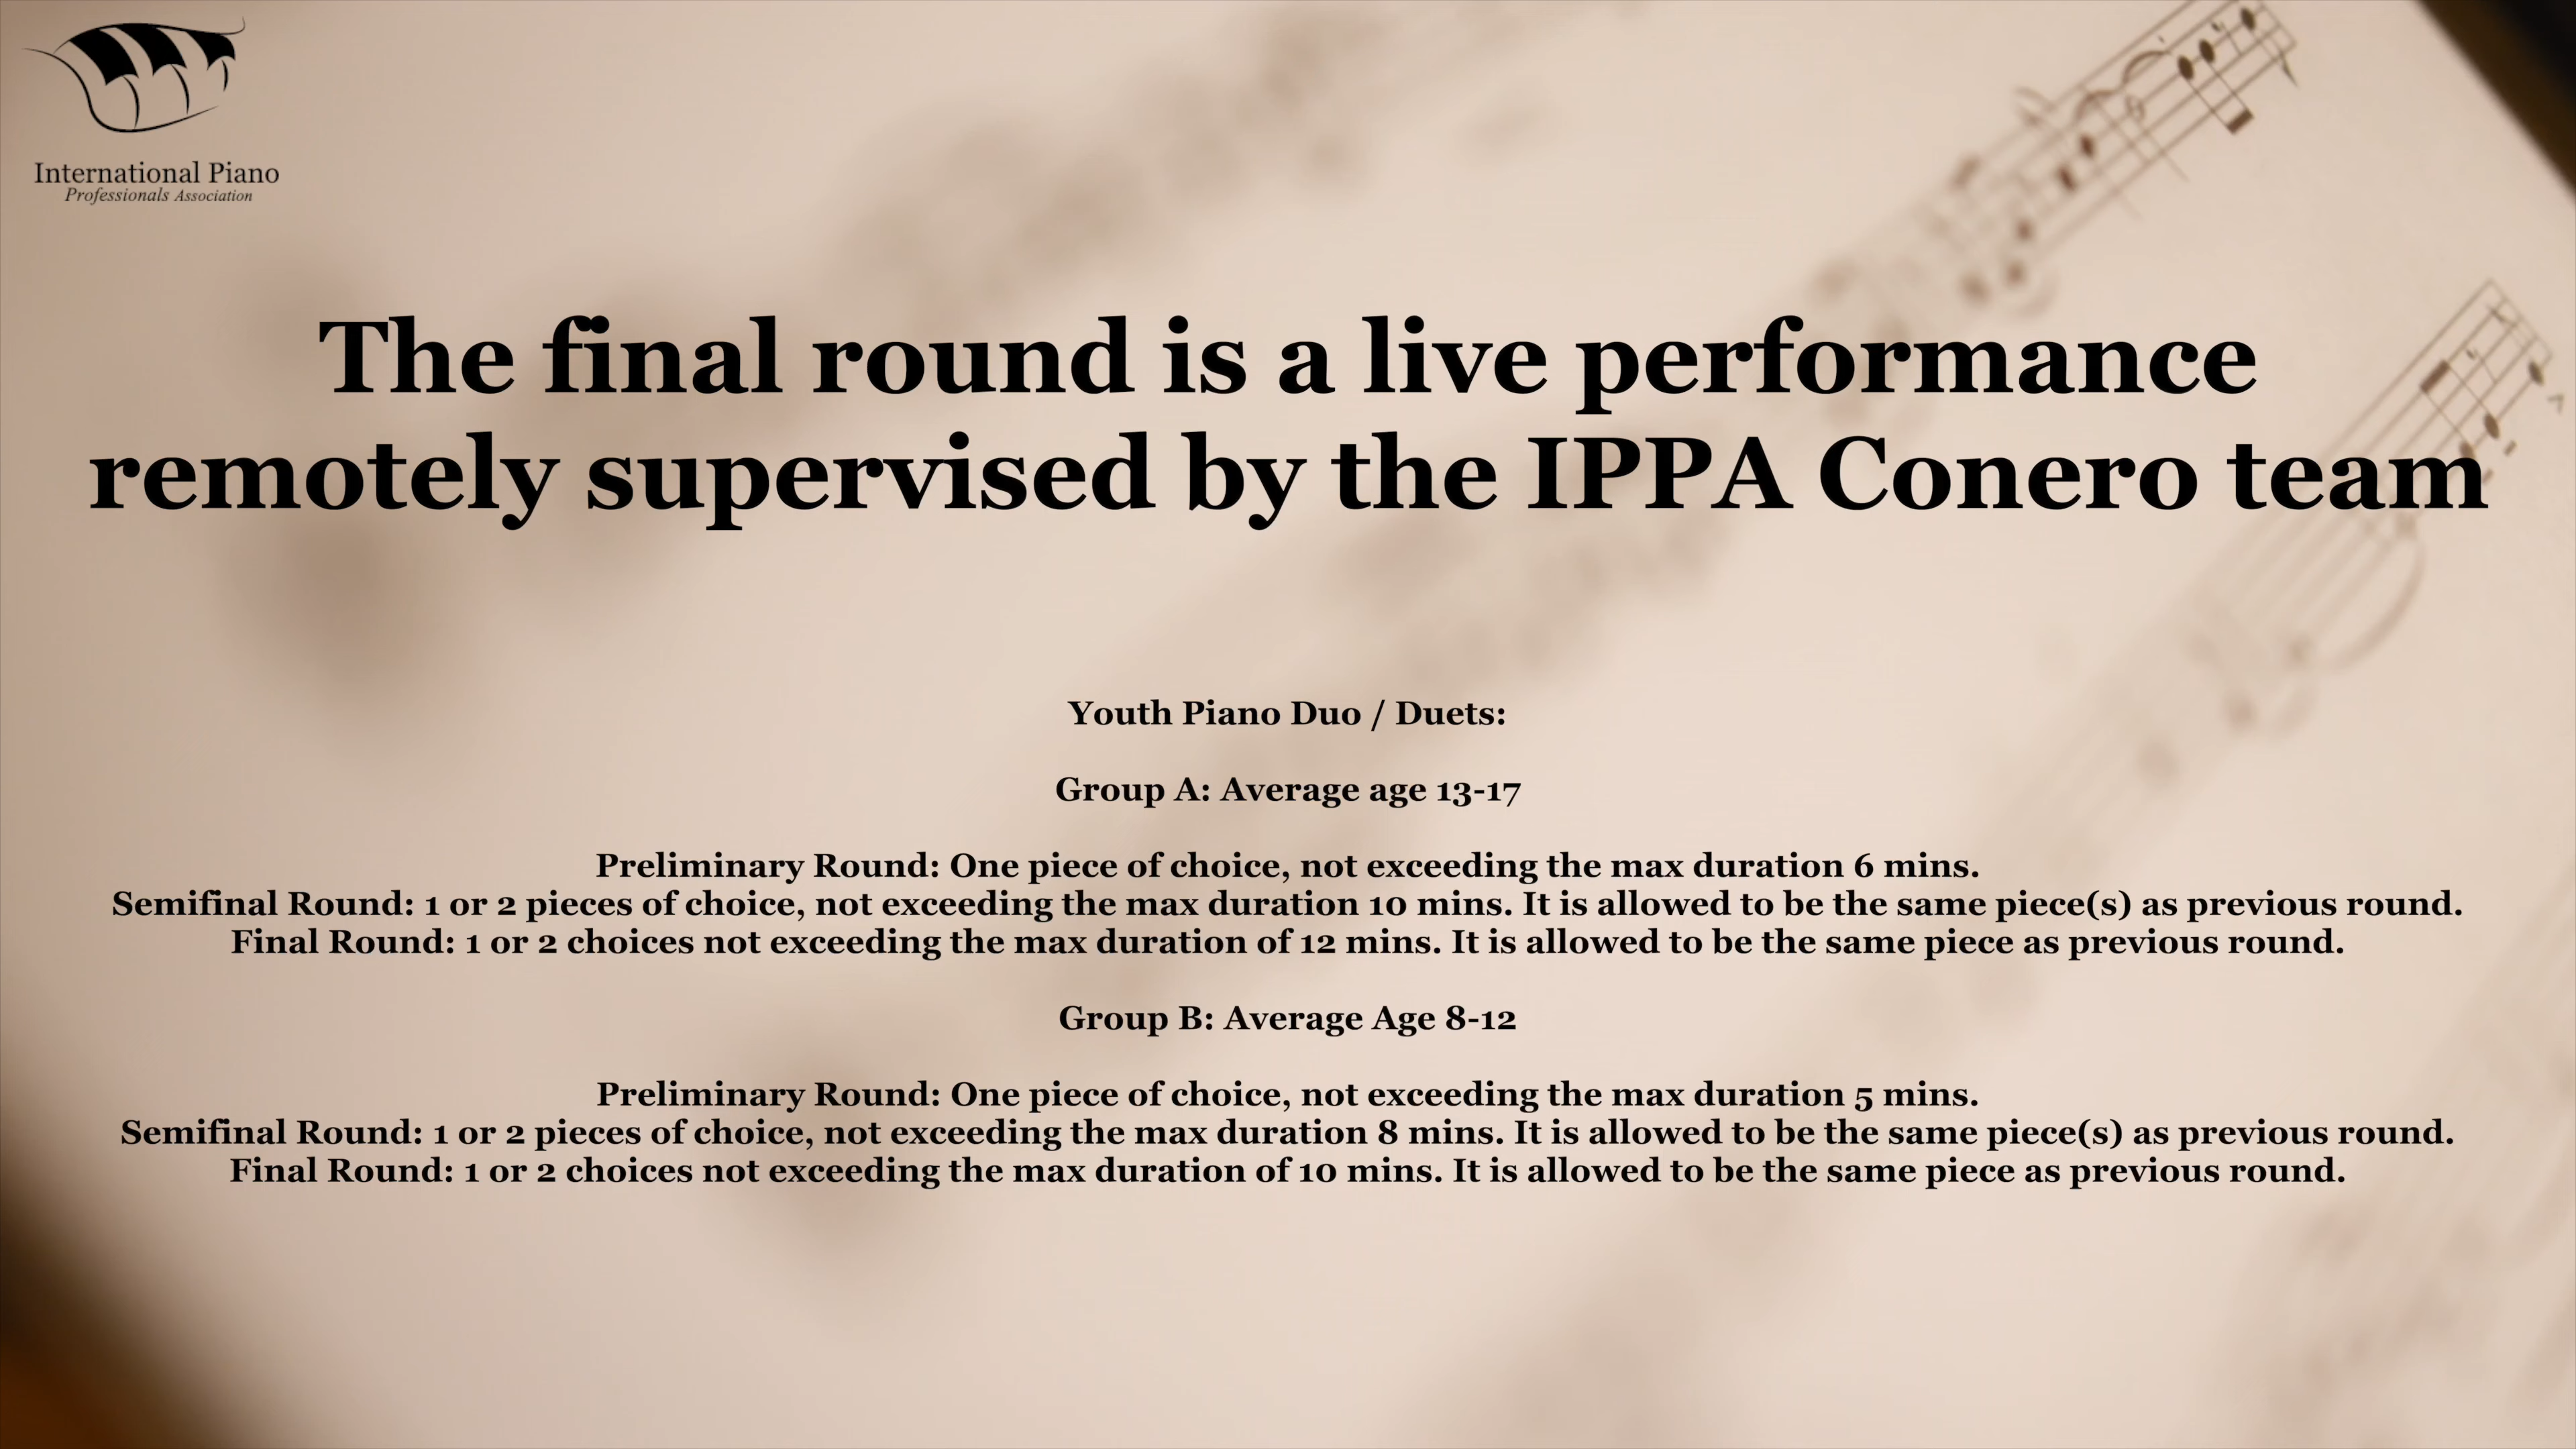 International Piano
Professionals Association
The final round is a live performance
remotely supervised by the IPPA Conero team
Youth Piano Duo / Duets:
Group A: Average age 13-17
Preliminary Round: One piece of choice, not exceeding the max duration 6 mins.
Semifinal Round: 1 or 2 pieces of choice, not exceeding the max duration 10 mins. It is allowed to be the same piece(s) as previous round.
Final Round: 1 or 2 choices not exceeding the max duration of 12 mins. It is allowed to be the same piece as previous round.
Group B: Average Age 8-12
Preliminary Round: One piece of choice, not exceeding the max duration 5 mins.
Semifinal Round: 1 or 2 pieces of choice, not exceeding the max duration 8 mins. It is allowed to be the same piece(s) as previous round.
Final Round: 1 or 2 choices not exceeding the max duration of 10 mins. It is allowed to be the same piece as previous round.